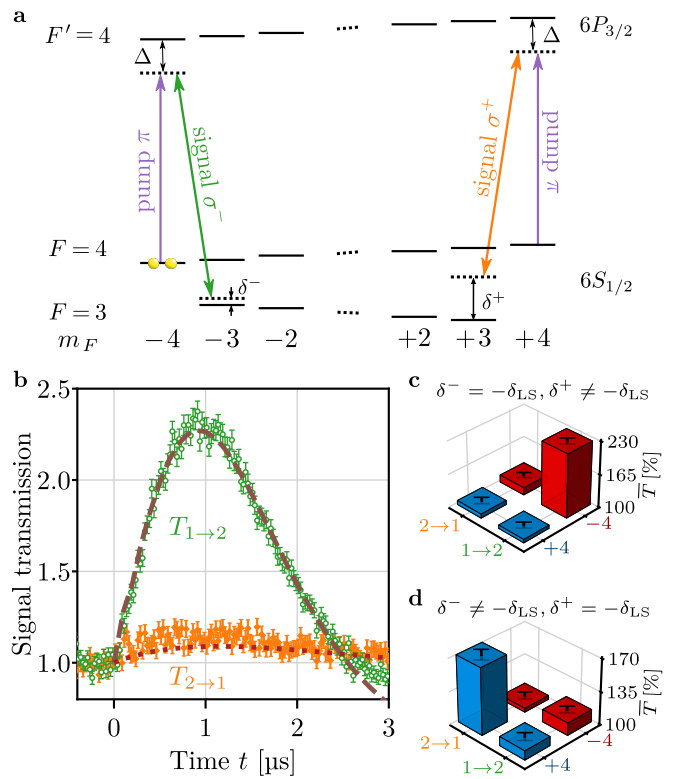 a
F′ = 4
6P3/2
Δ
Δ
pump π
signal σ−
signal σ+
pump π
F = 4
6S1/2
δ−
δ+
F = 3
mF −4 −3 −2 +2 +3 +4
b
Signal transmission
2.5
2.0
1.5
1.0
T1→2
T2→1
0 1 2 3
Time t [μs]
c
δ− = −δLS, δ+ ≠ −δLS
230
165
100
T̅ [%]
2→1
1→2
+4
−4
d
δ− ≠ −δLS, δ+ = −δLS
170
135
100
T̅ [%]
2→1
1→2
+4
−4